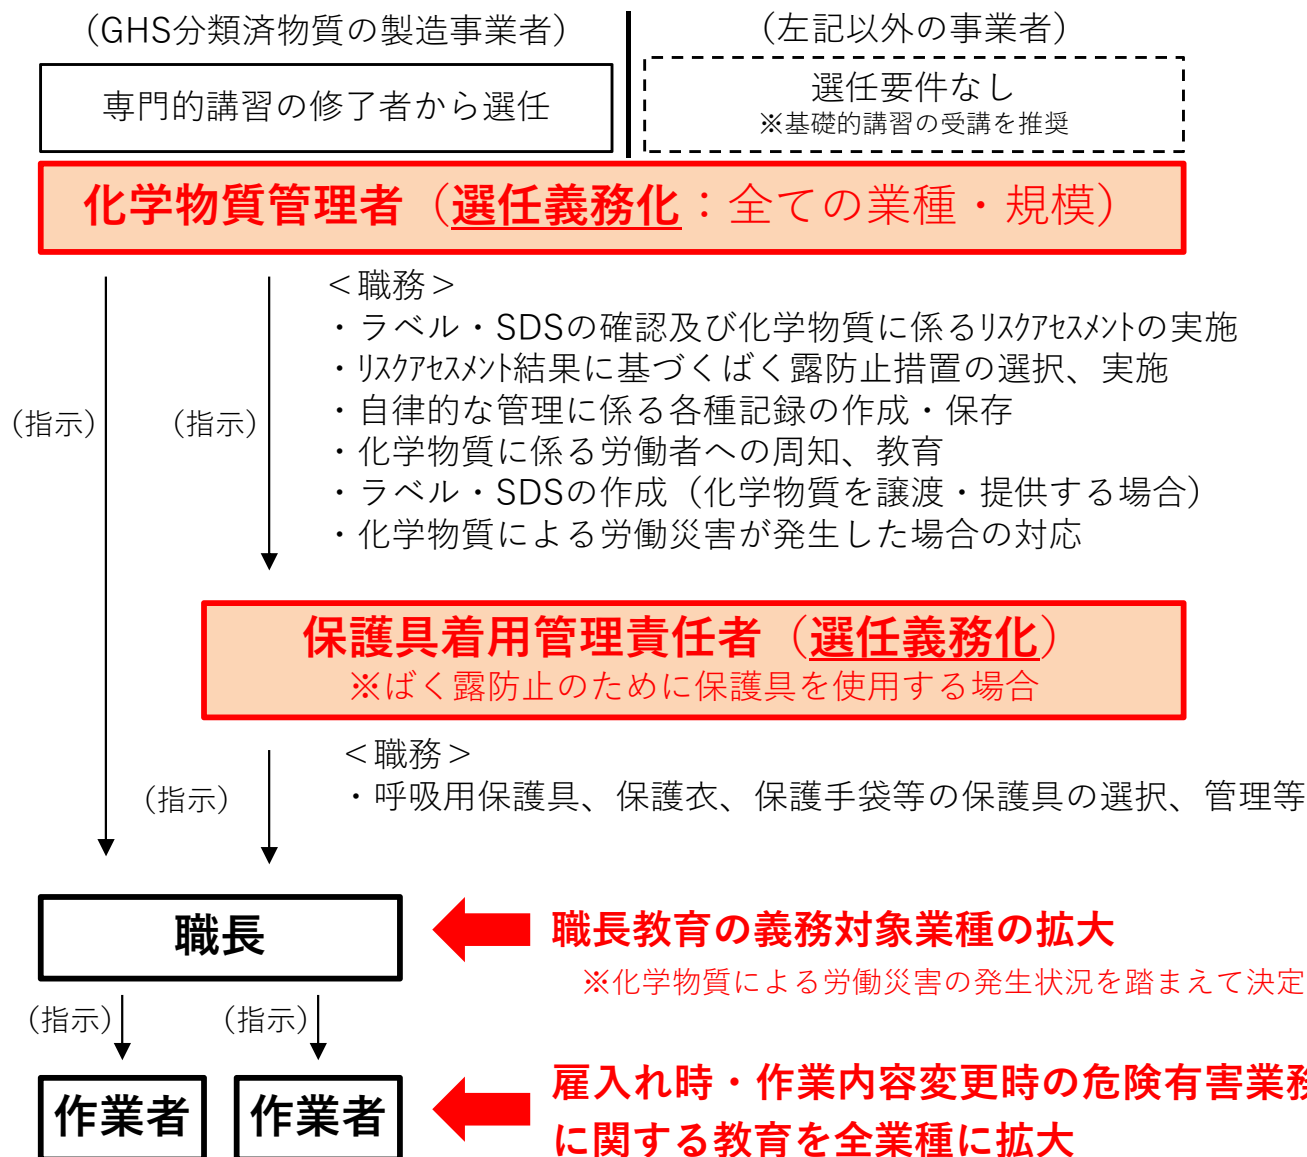 （GHS分類済物質の製造事業者）
（左記以外の事業者）
専門的講習の修了者から選任
選任要件なし
※基礎的講習の受講を推奨
化学物質管理者（選任義務化：全ての業種・規模）
＜職務＞
・ラベル・SDSの確認及び化学物質に係るﾘｽｸｱｾｽﾒﾝﾄの実施
・ﾘｽｸｱｾｽﾒﾝﾄ結果に基づくばく露防止措置の選択、実施
・自律的な管理に係る各種記録の作成・保存
・化学物質に係る労働者への周知、教育
・ラベル・SDSの作成（化学物質を譲渡・提供する場合）
・化学物質による労働災害が発生した場合の対応
（指示）
（指示）
保護具着用管理責任者（選任義務化）
※ばく露防止のために保護具を使用する場合
＜職務＞
・呼吸用保護具、保護衣、保護手袋等の保護具の選択、管理等
（指示）
職長
職長教育の義務対象業種の拡大
※化学物質による労働災害の発生状況を踏まえて決定
（指示）
（指示）
作業者
作業者
雇入れ時・作業内容変更時の危険有害業務
に関する教育を全業種に拡大